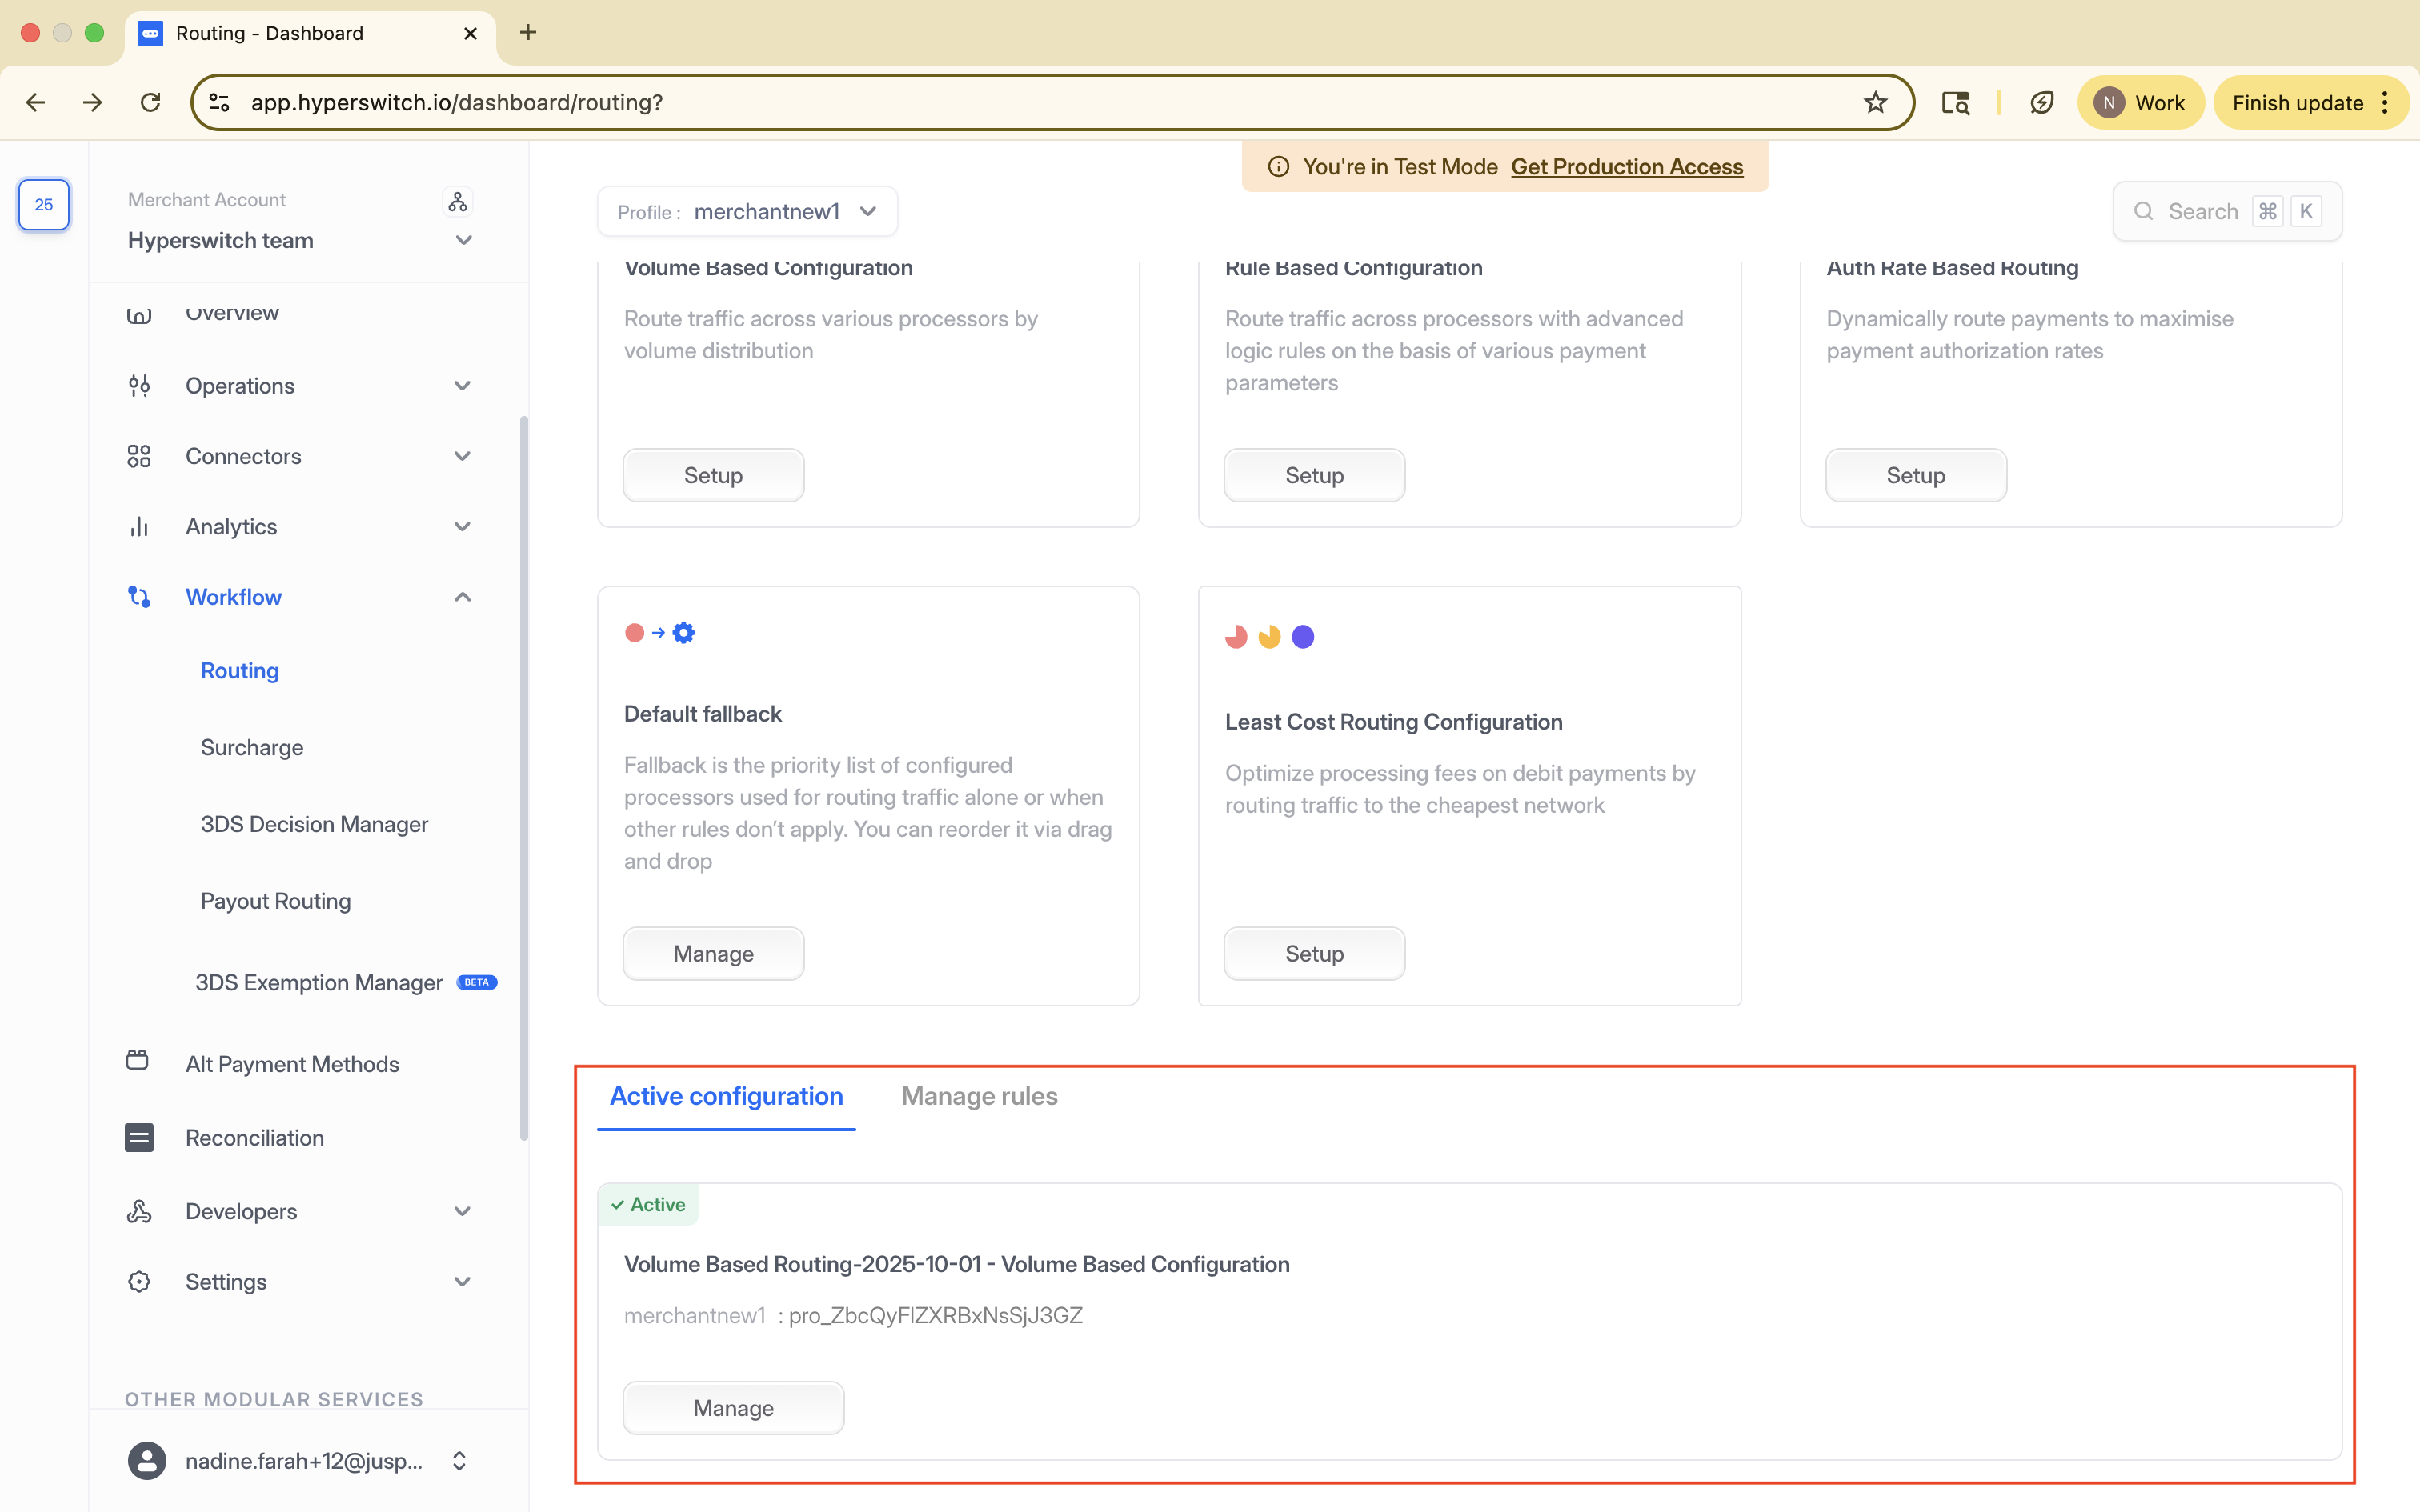 Routing - Dashboard
app.hyperswitch.io/dashboard/routing?
N Work
Finish update
25
Merchant Account
Hyperswitch team
Overview
Operations
Connectors
Analytics
Workflow
Routing
Surcharge
3DS Decision Manager
Payout Routing
3DS Exemption Manager BETA
Alt Payment Methods
Reconciliation
Developers
Settings
OTHER MODULAR SERVICES
nadine.farah+12@jusp...
You're in Test Mode Get Production Access
Profile : merchantnew1
Search ⌘ K
Volume Based Configuration
Route traffic across various processors by
volume distribution
Setup
Rule Based Configuration
Route traffic across processors with advanced
logic rules on the basis of various payment
parameters
Setup
Auth Rate Based Routing
Dynamically route payments to maximise
payment authorization rates
Setup
Default fallback
Fallback is the priority list of configured
processors used for routing traffic alone or when
other rules don’t apply. You can reorder it via drag
and drop
Manage
Least Cost Routing Configuration
Optimize processing fees on debit payments by
routing traffic to the cheapest network
Setup
Active configuration
Manage rules
Active
Volume Based Routing-2025-10-01 - Volume Based Configuration
merchantnew1 : pro_ZbcQyFlZXRBxNsSjJ3GZ
Manage